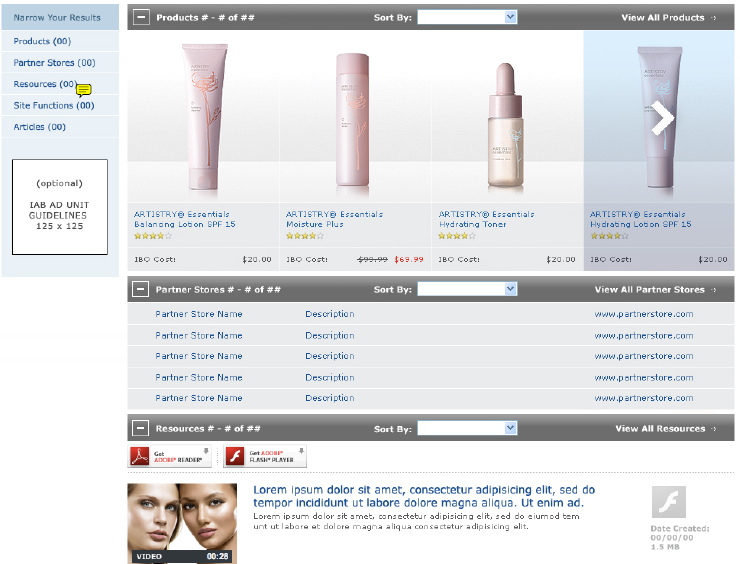 Narrow Your Results
Products (00)
Partner Stores (00)
Resources (00)
Site Functions (00)
Articles (00)
(optional)
IAB AD UNIT
GUIDELINES
125 x 125
Products # - # of ##
Sort By:
View All Products
ARTISTRY
ARTISTRY
ARTISTRY
ARTISTRY
ARTISTRY® Essentials
Balancing Lotion SPF 15
IBO Cost: $20.00
ARTISTRY® Essentials
Moisture Plus
IBO Cost: $99.99 $69.99
ARTISTRY® Essentials
Hydrating Toner
IBO Cost: $20.00
ARTISTRY® Essentials
Hydrating Lotion SPF 15
IBO Cost: $20.00
Partner Stores # - # of ##
Sort By:
View All Partner Stores
Partner Store Name Description www.partnerstore.com
Partner Store Name Description www.partnerstore.com
Partner Store Name Description www.partnerstore.com
Partner Store Name Description www.partnerstore.com
Partner Store Name Description www.partnerstore.com
Resources # - # of ##
Sort By:
View All Resources
Get
ADOBE® READER®
Get ADOBE®
FLASH® PLAYER
VIDEO 00:28
Lorem ipsum dolor sit amet, consectetur adipisicing elit, sed do
tempor incididunt ut labore dolore magna aliqua. Ut enim ad.
Lorem ipsum dolor sit amet, consectetur adipisicing elit, sed do eiusmod tem
unt ut labore et dolore magna aliqua consectetur adipisicing elit.
Date Created:
00/00/00
1.5 MB